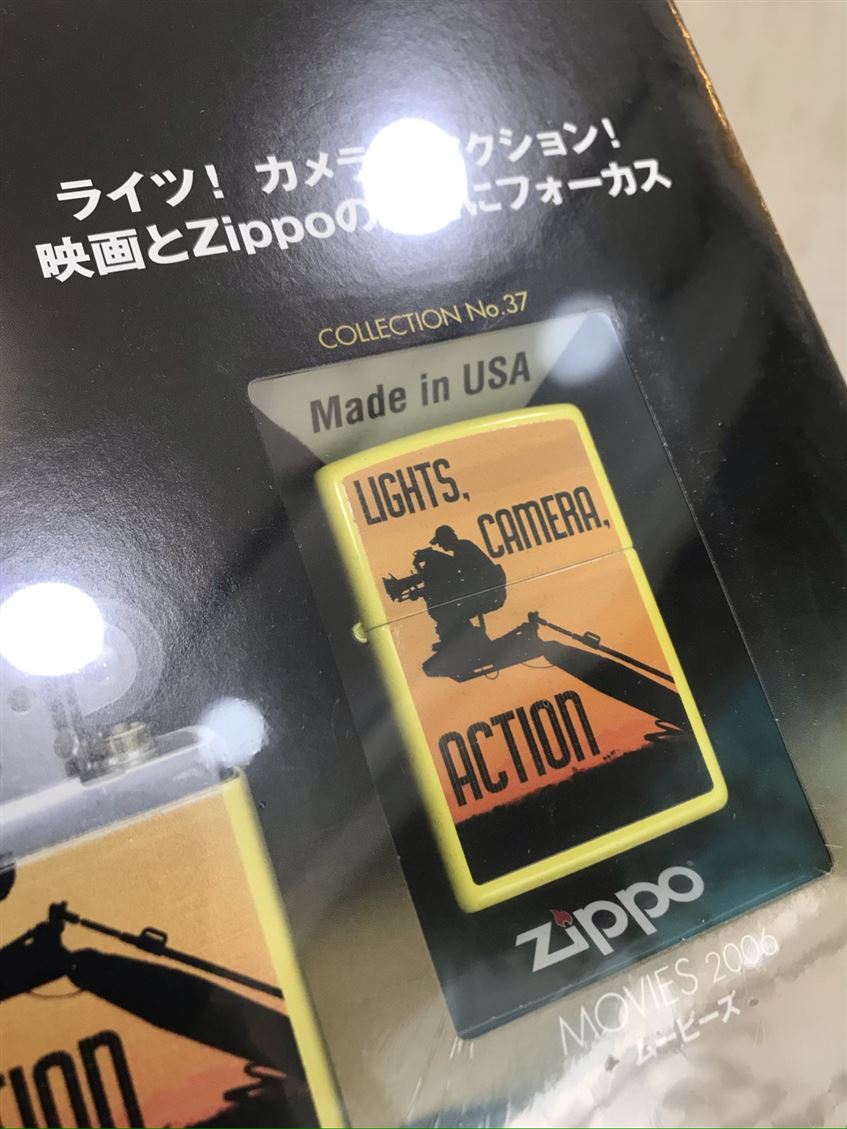 ライツ! カメラ クション!
映画とZippoの にフォーカス
COLLECTION No.37
Made in USA
LIGHTS,
CAMERA,
ACTION
zippo
MOVIES 2006
ムービーズ